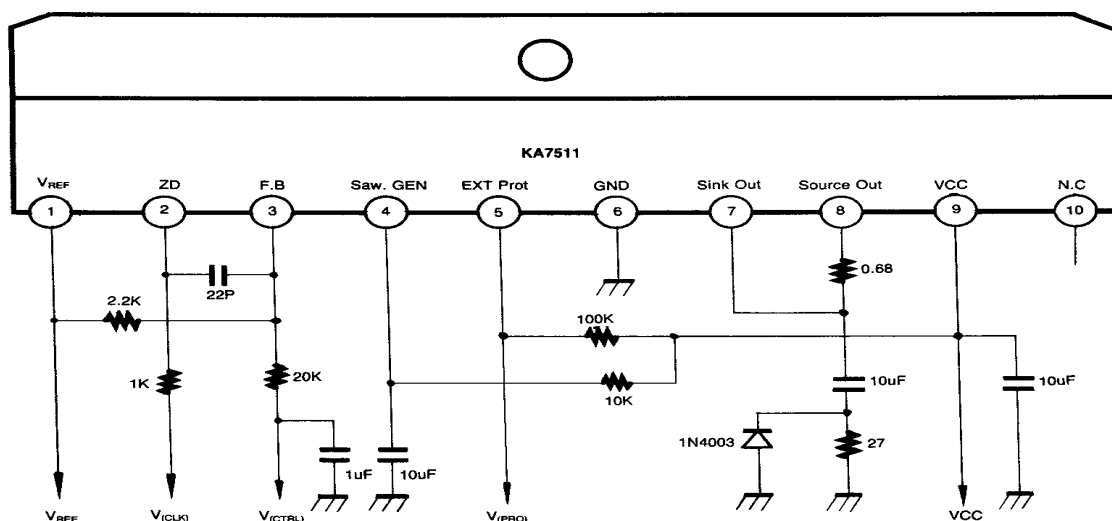 KA7511
VREF ZD F.B Saw. GEN EXT Prot GND Sink Out Source Out VCC N.C
1 2 3 4 5 6 7 8 9 10
0.68
22P
2.2K
100K
1K
20K
10K
10uF
10uF
1N4003
27
1uF
10uF
VREF V(CLK) V(CTRL) V(PRO) VCC